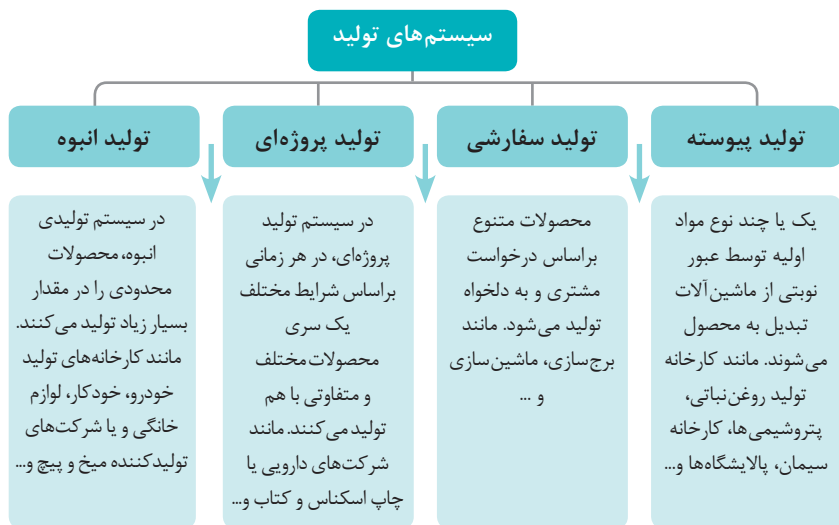 سیستم‌های تولید
تولید پیوسته
یک یا چند نوع مواد
اولیه توسط عبور
نوبتی از ماشین‌آلات
تبدیل به محصول
می‌شوند. مانند کارخانه
تولید روغن‌نباتی،
پتروشیمی‌ها، کارخانه
سیمان، پالایشگاه‌ها و...
تولید سفارشی
محصولات متنوع
براساس درخواست
مشتری و به دلخواه
تولید می‌شود. مانند
برج‌سازی، ماشین‌سازی
و ...
تولید پروژه‌ای
در سیستم تولید
پروژه‌ای، در هر زمانی
براساس شرایط مختلف
یک سری
محصولات مختلف
و متفاوتی با هم
تولید می‌کنند. مانند
شرکت‌های دارویی یا
چاپ اسکناس و کتاب و...
تولید انبوه
در سیستم تولیدی
انبوه، محصولات
محدودی را در مقدار
بسیار زیاد تولید می‌کنند.
مانند کارخانه‌های تولید
خودرو، خودکار، لوازم
خانگی و یا شرکت‌های
تولیدکننده میخ و پیچ و...